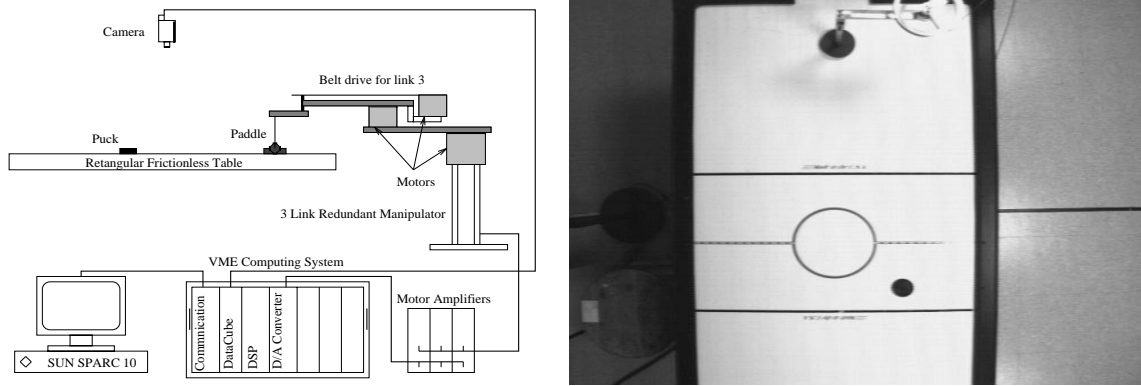 Camera
Belt drive for link 3
Puck
Paddle
Retangular Frictionless Table
Motors
3 Link Redundant Manipulator
VME Computing System
Motor Amplifiers
Commnication
DataCube
DSP
D/A Converter
SUN SPARC 10